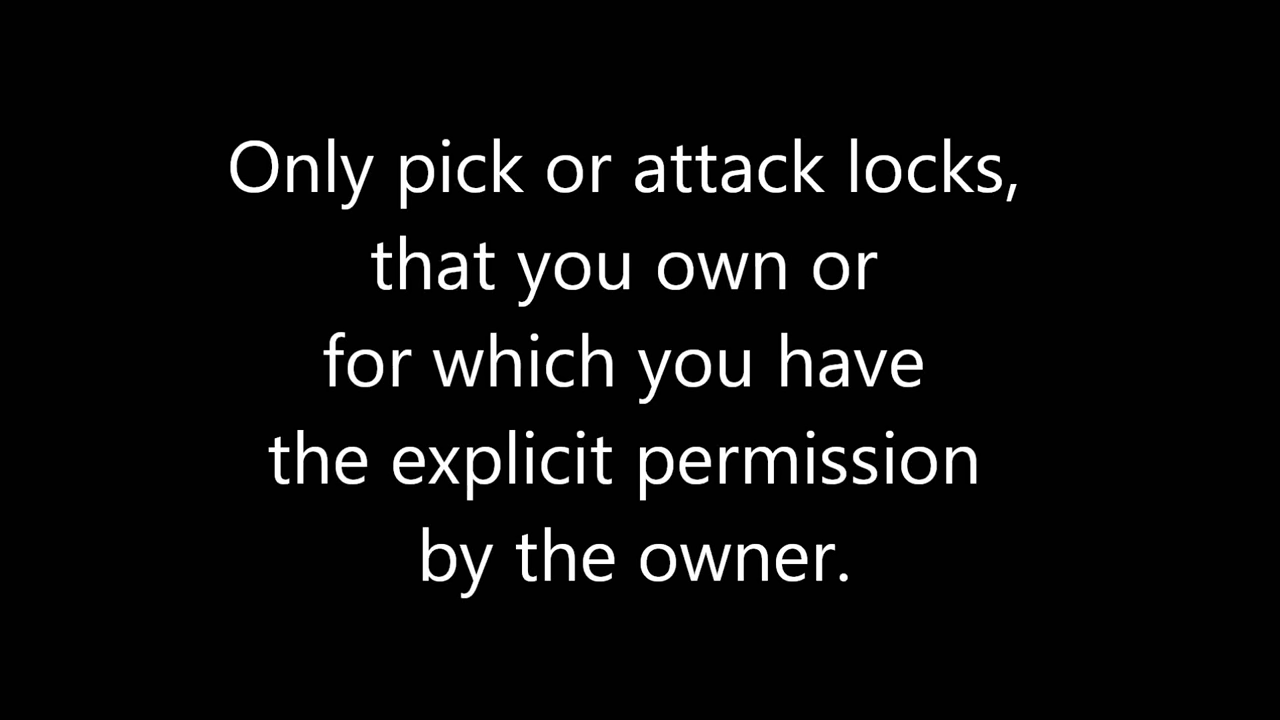 Only pick or attack locks,
that you own or
for which you have
the explicit permission
by the owner.